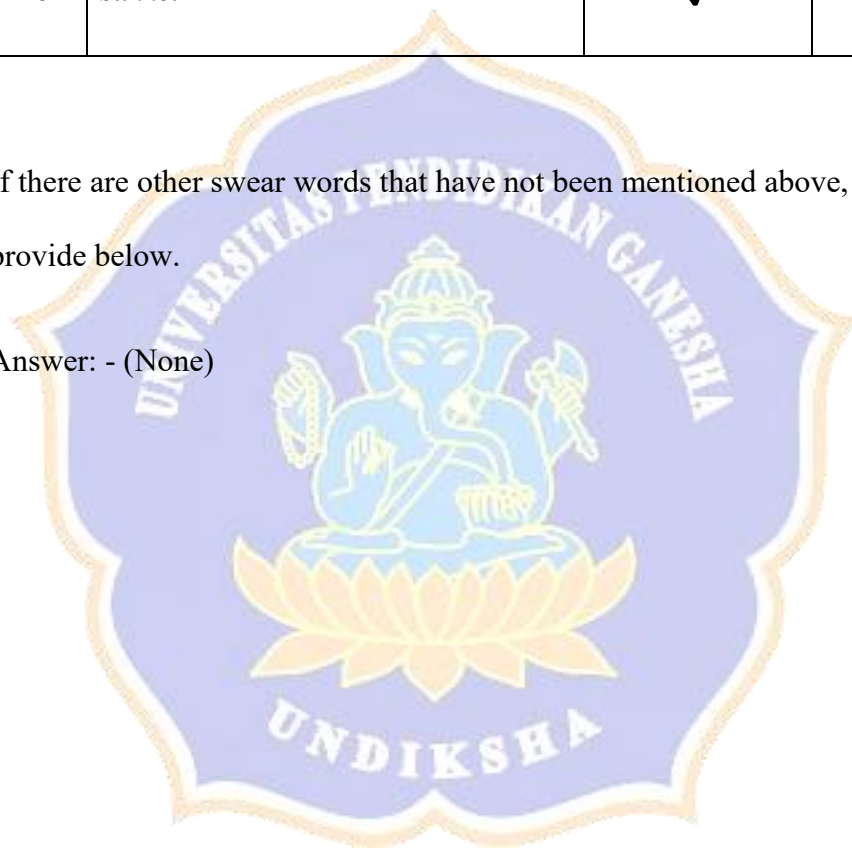 f there are other swear words that have not been mentioned above,
provide below.
Answer: - (None)
UNIVERSITAS PENDIDIKAN GANESHA
UNDIKSHA